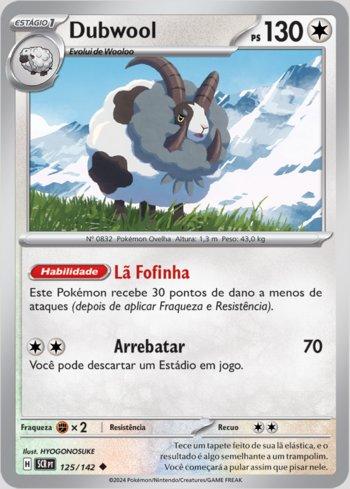 ESTÁGIO 1
Dubwool
PS 130
Evolui de Wooloo
Nº 0832 Pokémon Ovelha Altura: 1,3 m Peso: 43,0 kg
Habilidade Lã Fofinha
Este Pokémon recebe 30 pontos de dano a menos de
ataques (depois de aplicar Fraqueza e Resistência).
Arrebatar 70
Você pode descartar um Estádio em jogo.
Fraqueza × 2 Resistência Recuo
Ilust. HYOGONOSUKE
H SCR PT 125/142
Tece um tapete feito de sua lã elástica, e o
resultado é algo semelhante a um trampolim.
Você começará a pular assim que pisar nele.
©2024 Pokémon/Nintendo/Creatures/GAME FREAK